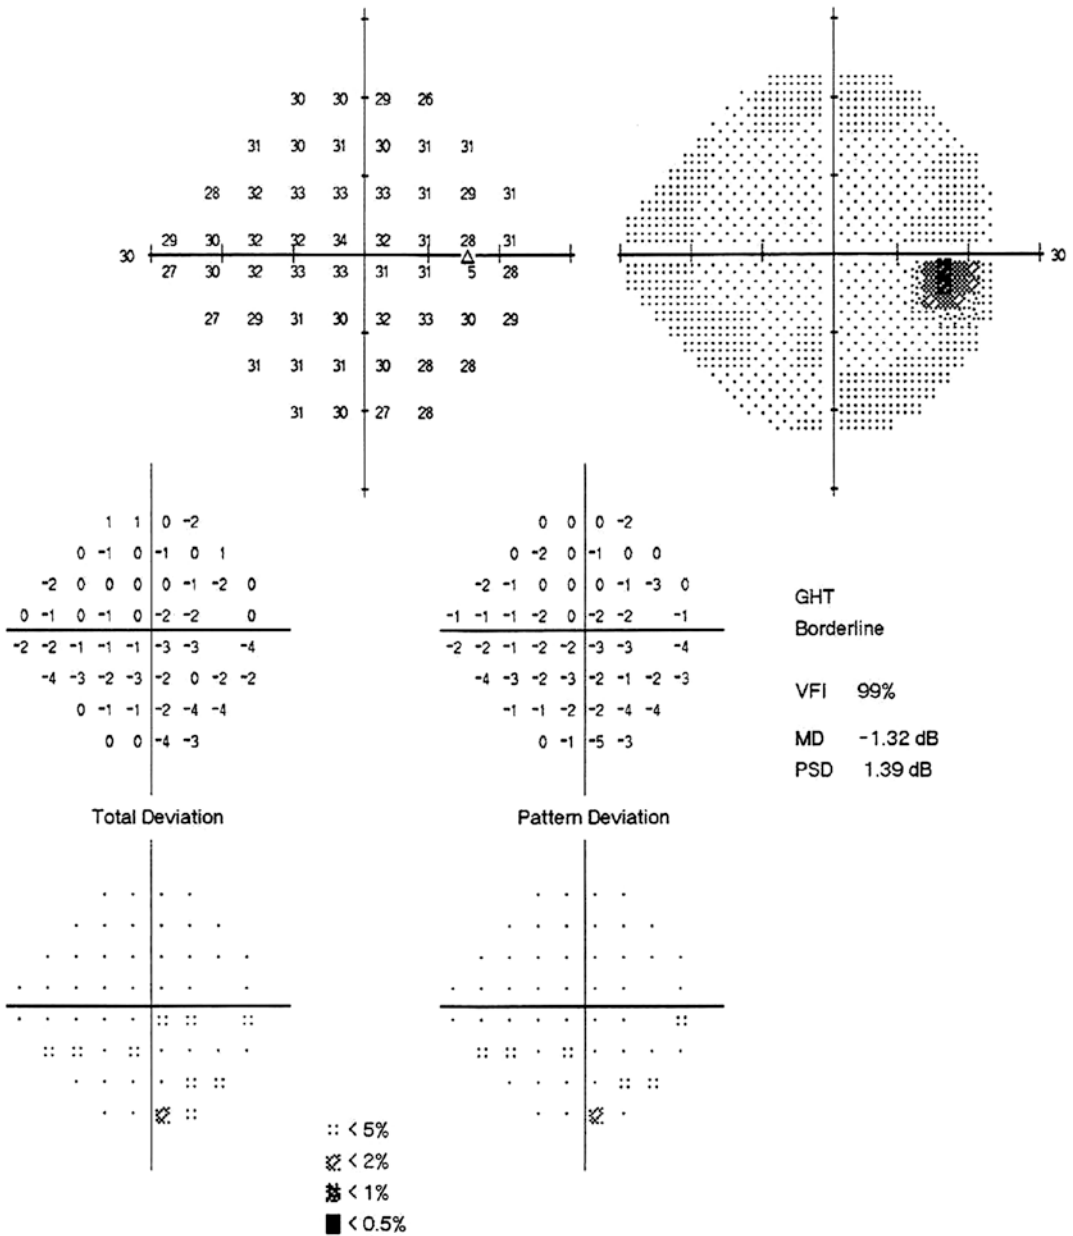 30 30 29 26
31 30 31 30 31 31
28 32 33 33 33 31 29 31
29 30 32 32 34 32 31 28 31
30 30
27 30 32 33 33 31 31 5 28
27 29 31 30 32 33 30 29
31 31 31 30 28 28
31 30 27 28
1 1 0 -2
0 -1 0 -1 0 1
-2 0 0 0 0 -1 -2 0
0 -1 0 -1 0 -2 -2 0
-2 -2 -1 -1 -1 -3 -3 -4
-4 -3 -2 -3 -2 0 -2 -2
0 -1 -1 -2 -4 -4
0 0 -4 -3
Total Deviation
0 0 0 -2
0 -2 0 -1 0 0
-2 -1 0 0 0 -1 -3 0
-1 -1 -1 -2 0 -2 -2 -1
-2 -2 -1 -2 -2 -3 -3 -4
-4 -3 -2 -3 -2 -1 -2 -3
-1 -1 -2 -2 -4 -4
0 -1 -5 -3
Pattern Deviation
GHT
Borderline
VFI 99%
MD -1.32 dB
PSD 1.39 dB
< 5%
< 2%
< 1%
< 0.5%